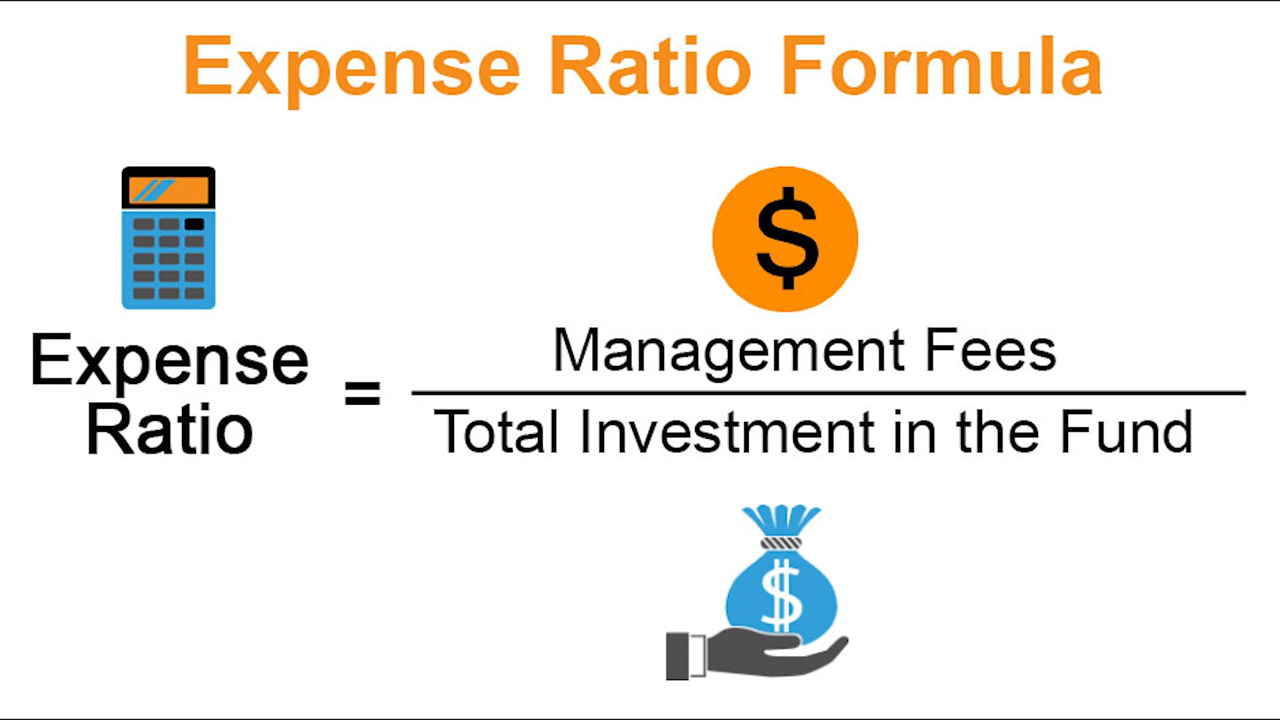 Expense Ratio Formula
$
Expense
Ratio
=
Management Fees
Total Investment in the Fund
$